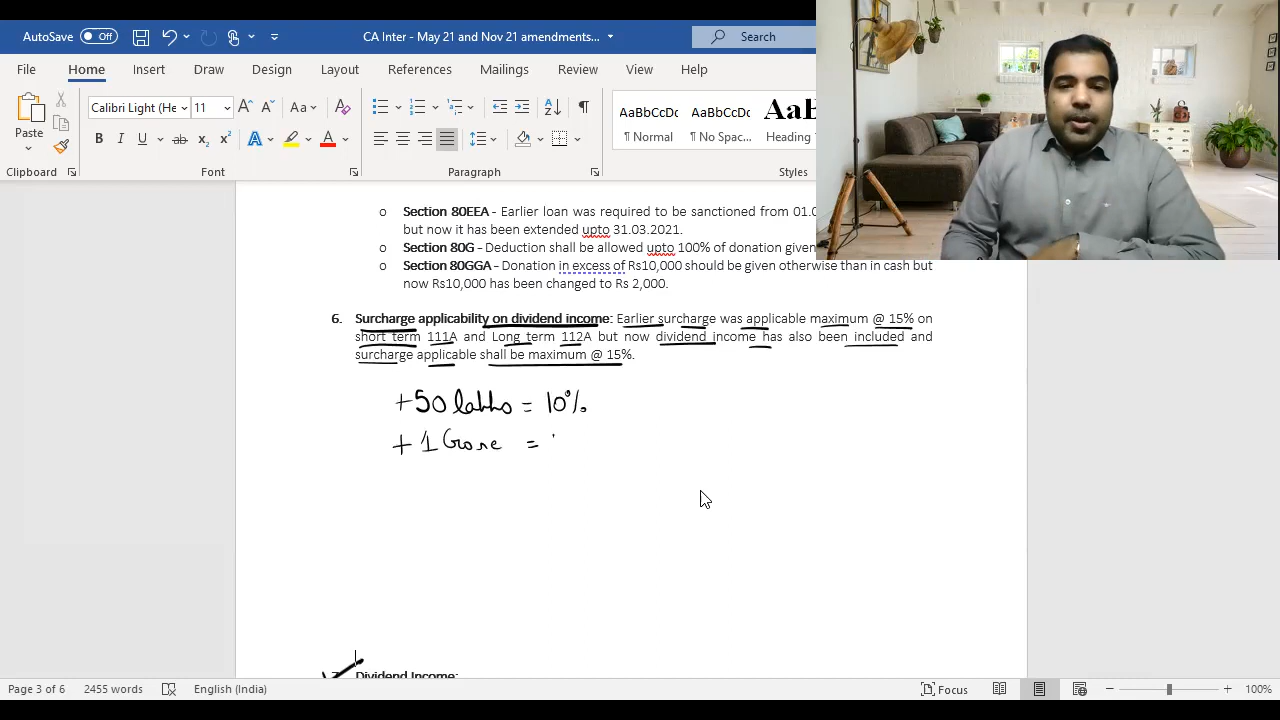 AutoSave Off CA Inter - May 21 and Nov 21 amendments... Search
File Home Insert Draw Design Layout References Mailings Review View Help
Paste
Calibri Light (He 11 Aa
AaBbCcDc AaBbCcDc AaB
¶ Normal ¶ No Spac... Heading
Clipboard Font Paragraph Styles
o Section 80EEA - Earlier loan was required to be sanctioned from
but now it has been extended upto 31.03.2021.
o Section 80G - Deduction shall be allowed upto 100% of donation given
o Section 80GGA - Donation in excess of Rs10,000 should be given otherwise than in cash but
now Rs10,000 has been changed to Rs 2,000.
6. Surcharge applicability on dividend income: Earlier surcharge was applicable maximum @ 15% on
short term 111A and Long term 112A but now dividend income has also been included and
surcharge applicable shall be maximum @ 15%.
+50 lakhs = 10%
+ 1 Crore =
Dividend Income:
Page 3 of 6 2455 words English (India) Focus 100%